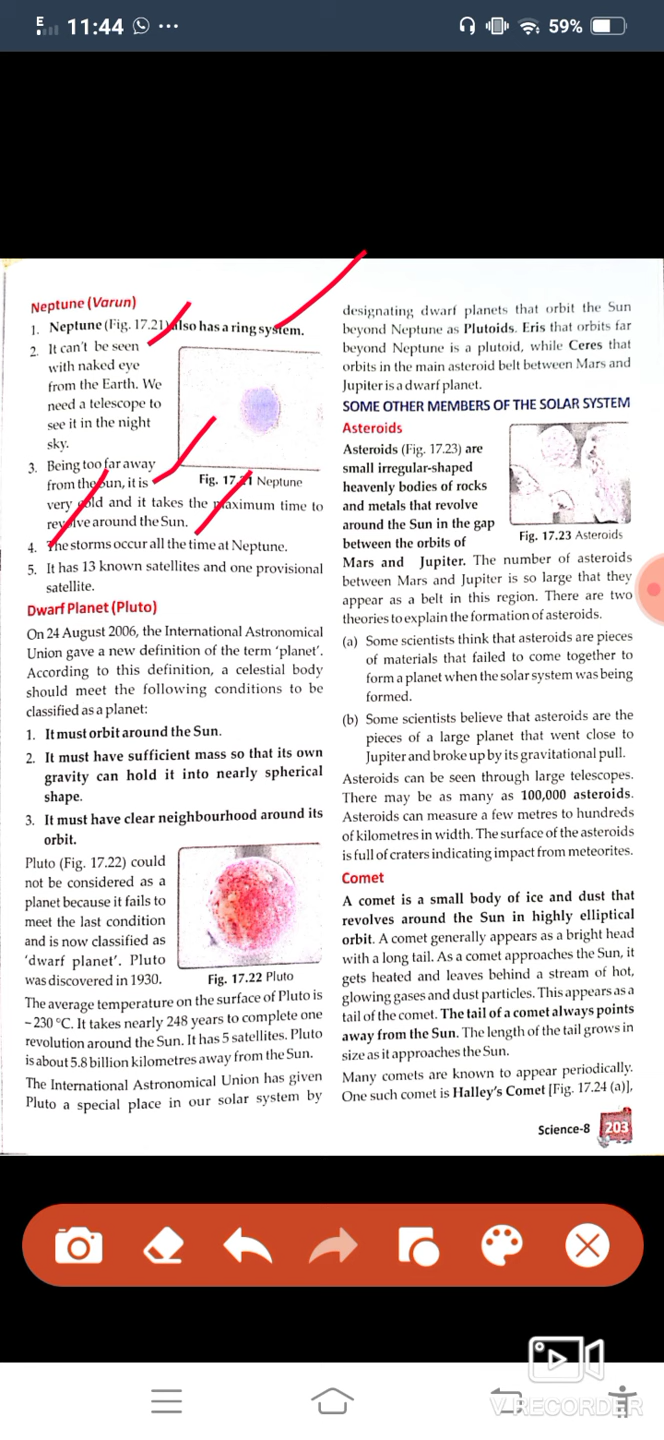 E
11:44
59%
Neptune (Varun)
1. Neptune (Fig. 17.21) also has a ring system.
2. It can't be seen
with naked eye
from the Earth. We
need a telescope to
see it in the night
sky.
3. Being too far away
from the Sun, it is
very cold and it takes the maximum time to
revolve around the Sun.
Fig. 17.21 Neptune
4. The storms occur all the time at Neptune.
5. It has 13 known satellites and one provisional
satellite.
Dwarf Planet (Pluto)
On 24 August 2006, the International Astronomical
Union gave a new definition of the term 'planet'.
According to this definition, a celestial body
should meet the following conditions to be
classified as a planet:
1. It must orbit around the Sun.
2. It must have sufficient mass so that its own
gravity can hold it into nearly spherical
shape.
3. It must have clear neighbourhood around its
orbit.
Pluto (Fig. 17.22) could
not be considered as a
planet because it fails to
meet the last condition
and is now classified as
'dwarf planet'. Pluto
was discovered in 1930.
Fig. 17.22 Pluto
The average temperature on the surface of Pluto is
–230 °C. It takes nearly 248 years to complete one
revolution around the Sun. It has 5 satellites. Pluto
is about 5.8 billion kilometres away from the Sun.
The International Astronomical Union has given
Pluto a special place in our solar system by
designating dwarf planets that orbit the Sun
beyond Neptune as Plutoids. Eris that orbits far
beyond Neptune is a plutoid, while Ceres that
orbits in the main asteroid belt between Mars and
Jupiter is a dwarf planet.
SOME OTHER MEMBERS OF THE SOLAR SYSTEM
Asteroids
Asteroids (Fig. 17.23) are
small irregular-shaped
heavenly bodies of rocks
and metals that revolve
around the Sun in the gap
between the orbits of
Fig. 17.23 Asteroids
Mars and Jupiter. The number of asteroids
between Mars and Jupiter is so large that they
appear as a belt in this region. There are two
theories to explain the formation of asteroids.
(a) Some scientists think that asteroids are pieces
of materials that failed to come together to
form a planet when the solar system was being
formed.
(b) Some scientists believe that asteroids are the
pieces of a large planet that went close to
Jupiter and broke up by its gravitational pull.
Asteroids can be seen through large telescopes.
There may be as many as 100,000 asteroids.
Asteroids can measure a few metres to hundreds
of kilometres in width. The surface of the asteroids
is full of craters indicating impact from meteorites.
Comet
A comet is a small body of ice and dust that
revolves around the Sun in highly elliptical
orbit. A comet generally appears as a bright head
with a long tail. As a comet approaches the Sun, it
gets heated and leaves behind a stream of hot,
glowing gases and dust particles. This appears as a
tail of the comet. The tail of a comet always points
away from the Sun. The length of the tail grows in
size as it approaches the Sun.
Many comets are known to appear periodically.
One such comet is Halley's Comet [Fig. 17.24 (a)],
Science-8 203
V RECORDER